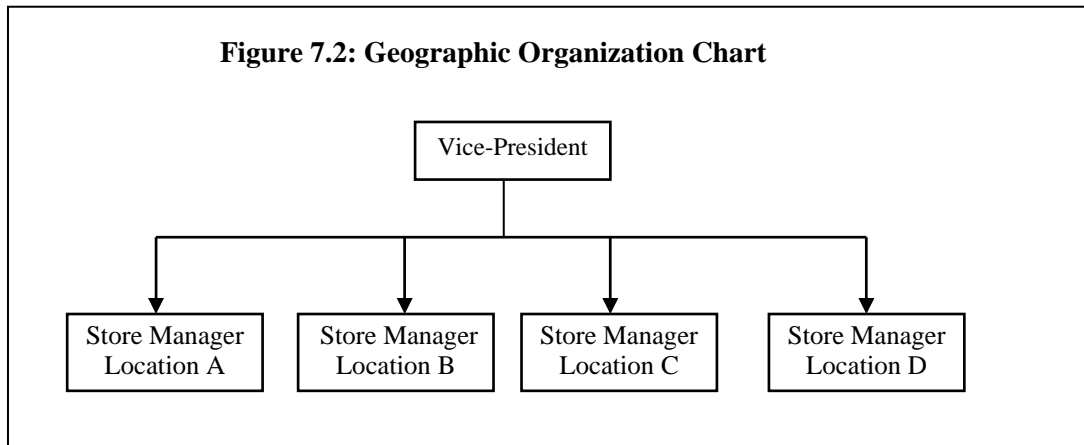 Figure 7.2: Geographic Organization Chart
Vice-President
Store Manager
Location A
Store Manager
Location B
Store Manager
Location C
Store Manager
Location D